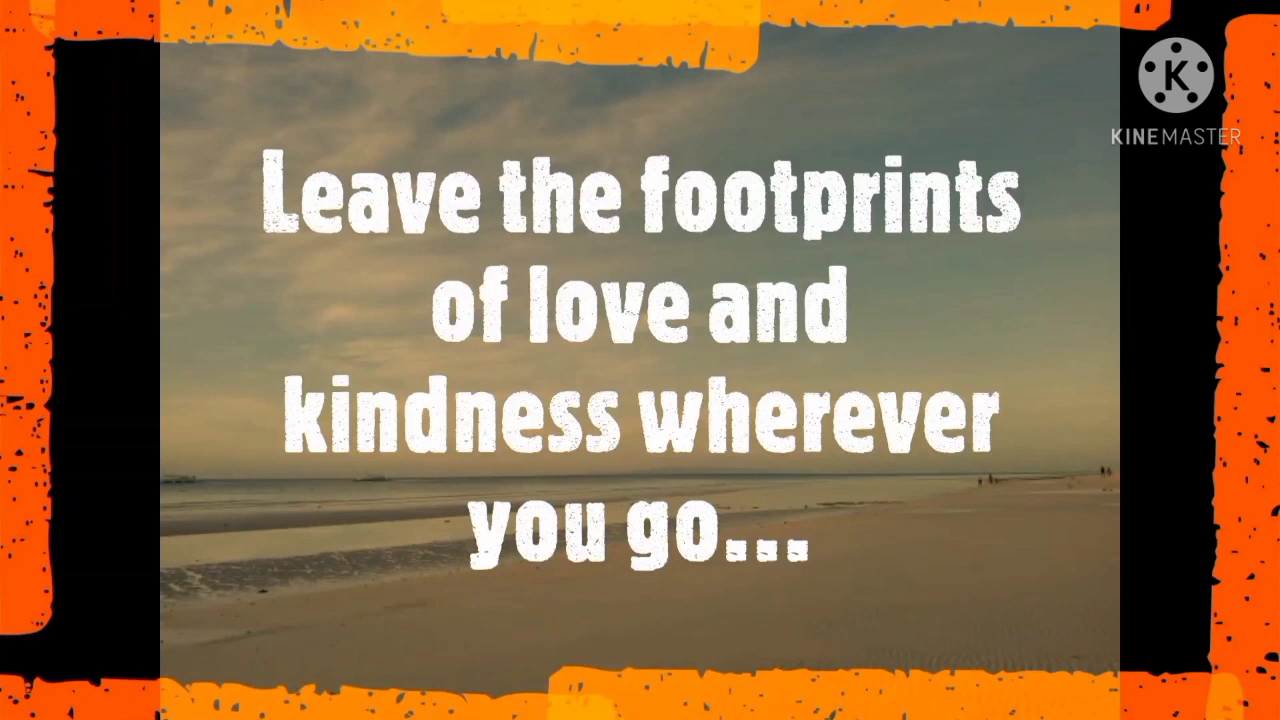 Leave the footprints
of love and
kindness wherever
you go...
K
KINEMASTER